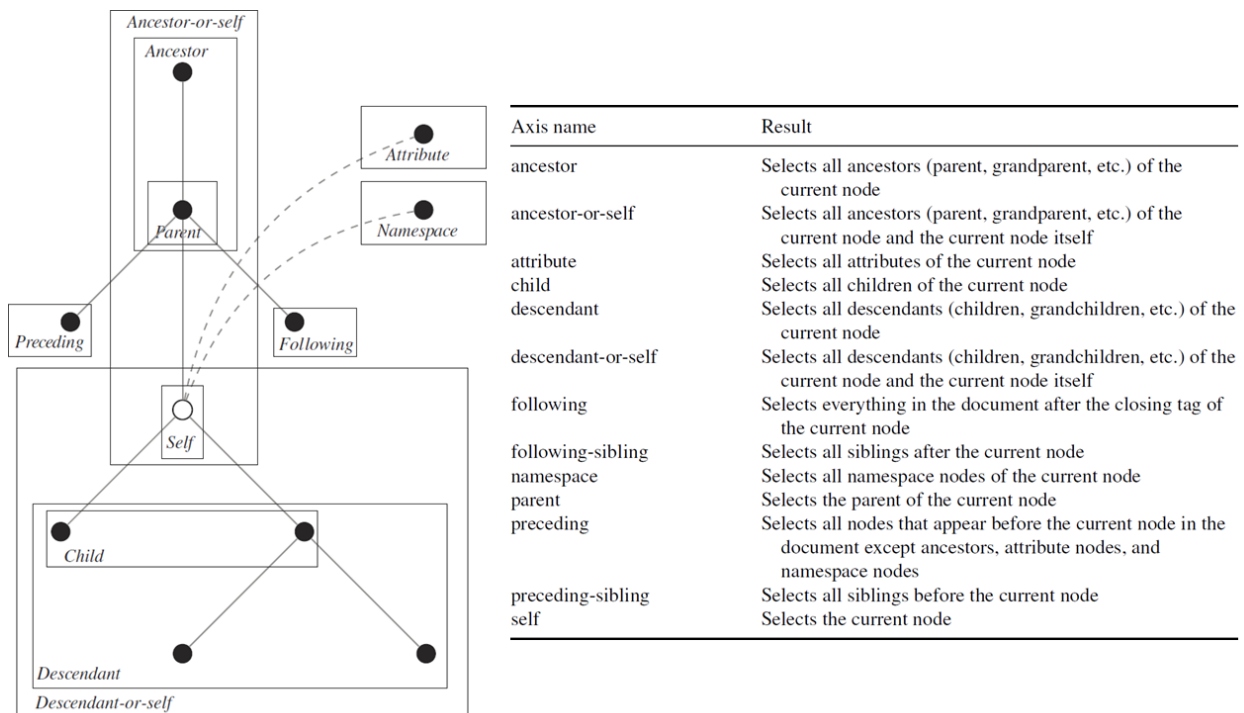 Ancestor-or-self
Ancestor
Attribute
Parent
Namespace
Preceding
Following
Self
Child
Descendant
Descendant-or-self
Axis name Result
ancestor Selects all ancestors (parent, grandparent, etc.) of the
current node
ancestor-or-self Selects all ancestors (parent, grandparent, etc.) of the
current node and the current node itself
attribute Selects all attributes of the current node
child Selects all children of the current node
descendant Selects all descendants (children, grandchildren, etc.) of the
current node
descendant-or-self Selects all descendants (children, grandchildren, etc.) of the
current node and the current node itself
following Selects everything in the document after the closing tag of
the current node
following-sibling Selects all siblings after the current node
namespace Selects all namespace nodes of the current node
parent Selects the parent of the current node
preceding Selects all nodes that appear before the current node in the
document except ancestors, attribute nodes, and
namespace nodes
preceding-sibling Selects all siblings before the current node
self Selects the current node